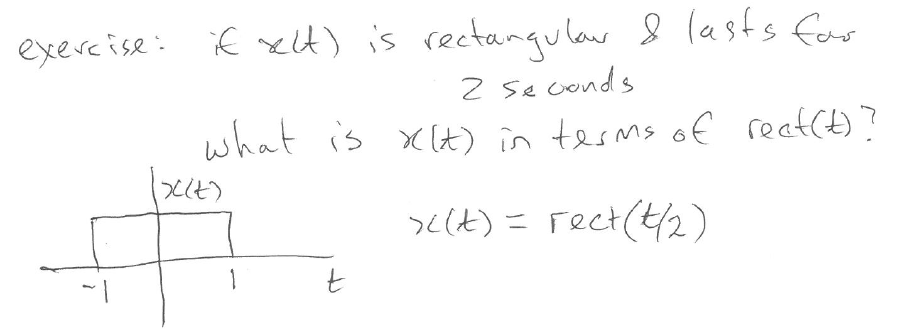 exercise: if x(t) is rectangular & lasts for
2 seconds
what is x(t) in terms of rect(t)?
x(t)
x(t) = rect(t/2)
-1 1 t